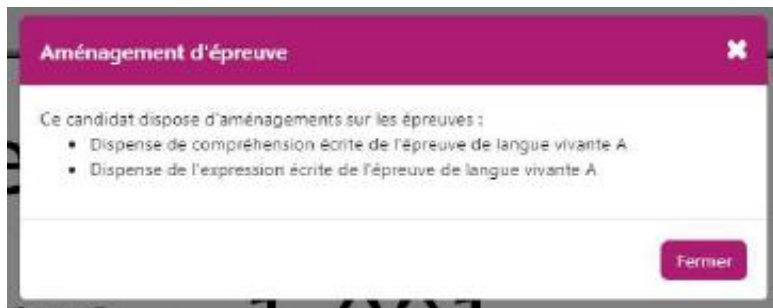 Aménagement d'épreuve
Ce candidat dispose d'aménagements sur les épreuves :
• Dispense de compréhension écrite de l'épreuve de langue vivante A
• Dispense de l'expression écrite de l'épreuve de langue vivante A
Fermer